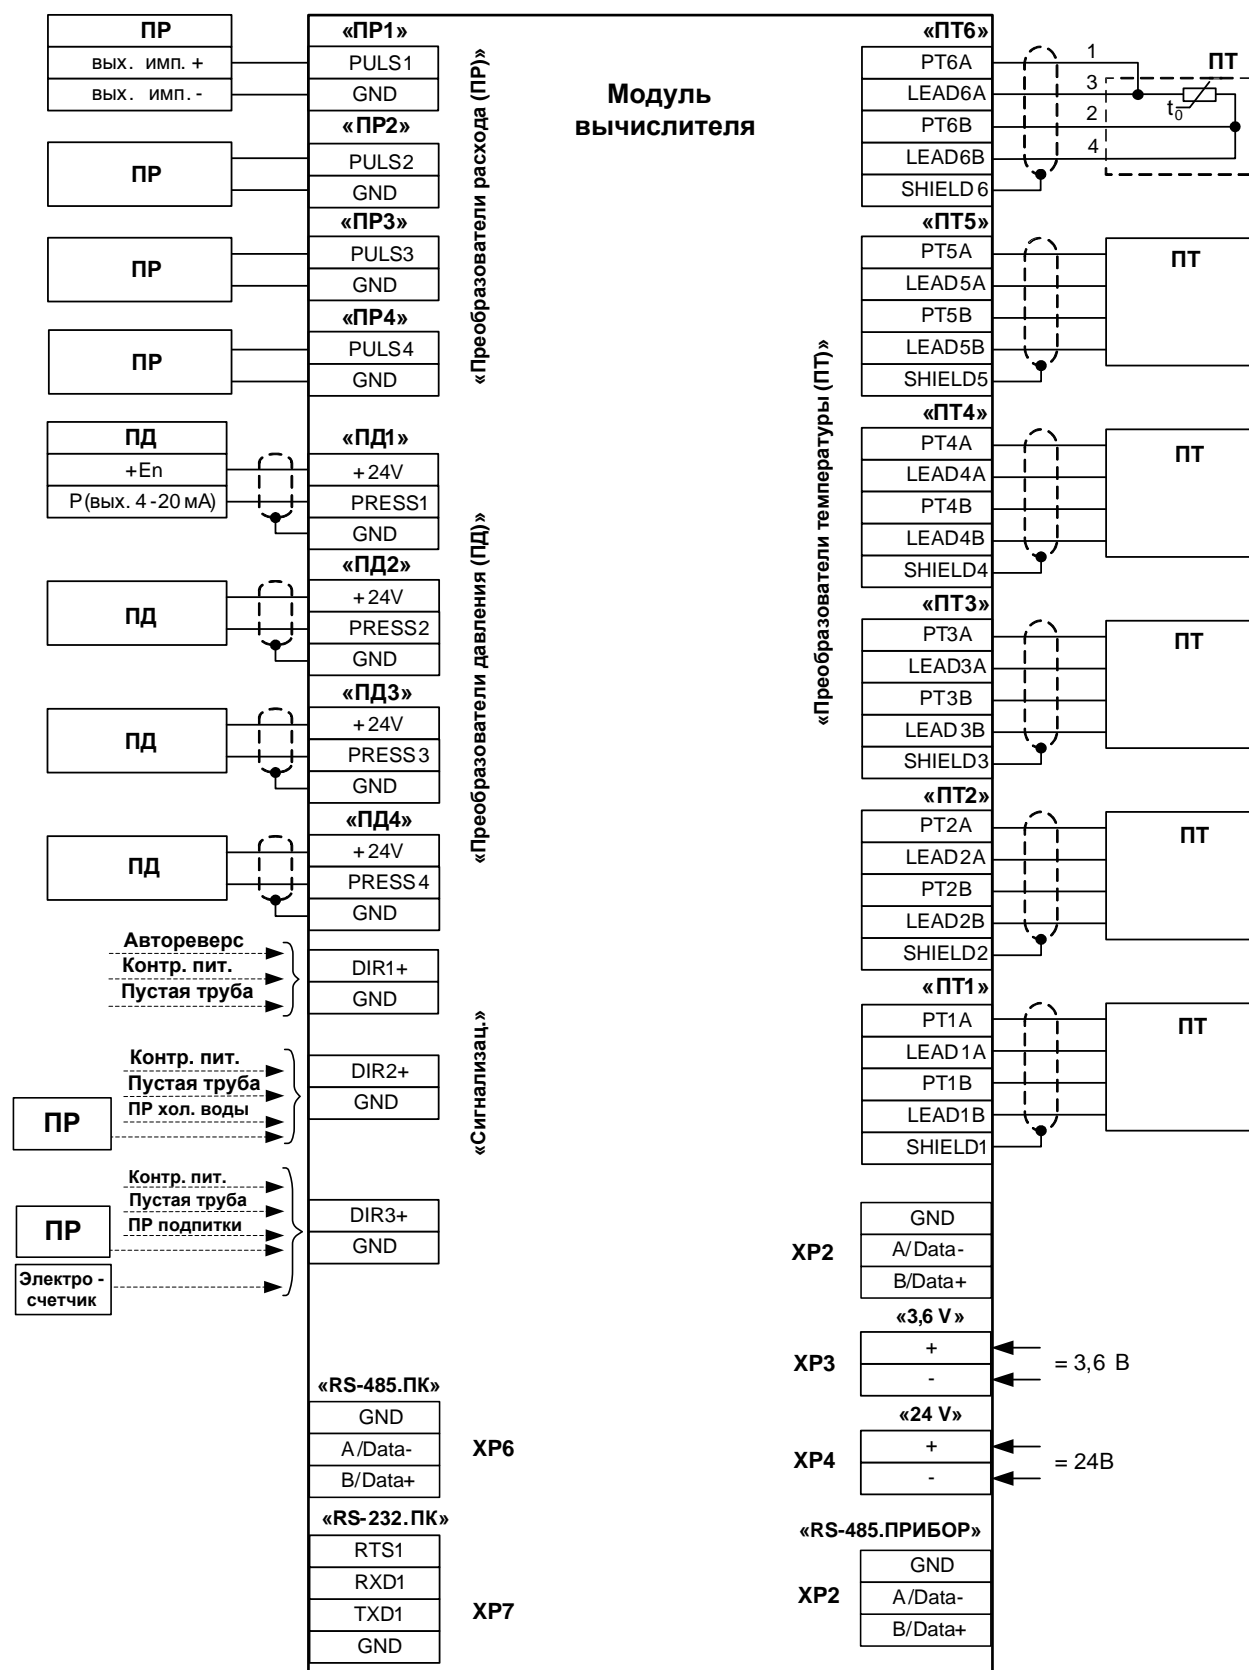 ПР
вых. имп. +
вых. имп. -
«ПР1»
PULS1
GND
«ПР2»
ПР
PULS2
GND
«ПР3»
ПР
PULS3
GND
«ПР4»
ПР
PULS4
GND
«Преобразователи расхода (ПР)»
Модуль
вычислителя
ПД
+En
P(вых. 4-20 мА)
«ПД1»
+24V
PRESS1
GND
«ПД2»
ПД
+24V
PRESS2
GND
«ПД3»
ПД
+24V
PRESS3
GND
«ПД4»
ПД
+24V
PRESS4
GND
«Преобразователи давления (ПД)»
Автореверс
Контр. пит.
Пустая труба
DIR1+
GND
Контр. пит.
Пустая труба
ПР хол. воды
ПР
DIR2+
GND
Контр. пит.
Пустая труба
ПР подпитки
ПР
Электро -
счетчик
DIR3+
GND
«Сигнализац.»
«RS-485.ПК»
GND
A/Data-
B/Data+
XP6
«RS-232.ПК»
RTS1
RXD1
TXD1
GND
XP7
«ПТ6»
PT6A
LEAD6A
PT6B
LEAD6B
SHIELD6
1
3
2
4
ПТ
t0
«ПТ5»
PT5A
LEAD5A
PT5B
LEAD5B
SHIELD5
ПТ
«ПТ4»
PT4A
LEAD4A
PT4B
LEAD4B
SHIELD4
ПТ
«ПТ3»
PT3A
LEAD3A
PT3B
LEAD3B
SHIELD3
ПТ
«ПТ2»
PT2A
LEAD2A
PT2B
LEAD2B
SHIELD2
ПТ
«ПТ1»
PT1A
LEAD1A
PT1B
LEAD1B
SHIELD1
ПТ
«Преобразователи температуры (ПТ)»
XP2
GND
A/Data-
B/Data+
«3,6 V»
XP3
+
-
= 3,6 В
«24 V»
XP4
+
-
= 24В
«RS-485.ПРИБОР»
XP2
GND
A/Data-
B/Data+